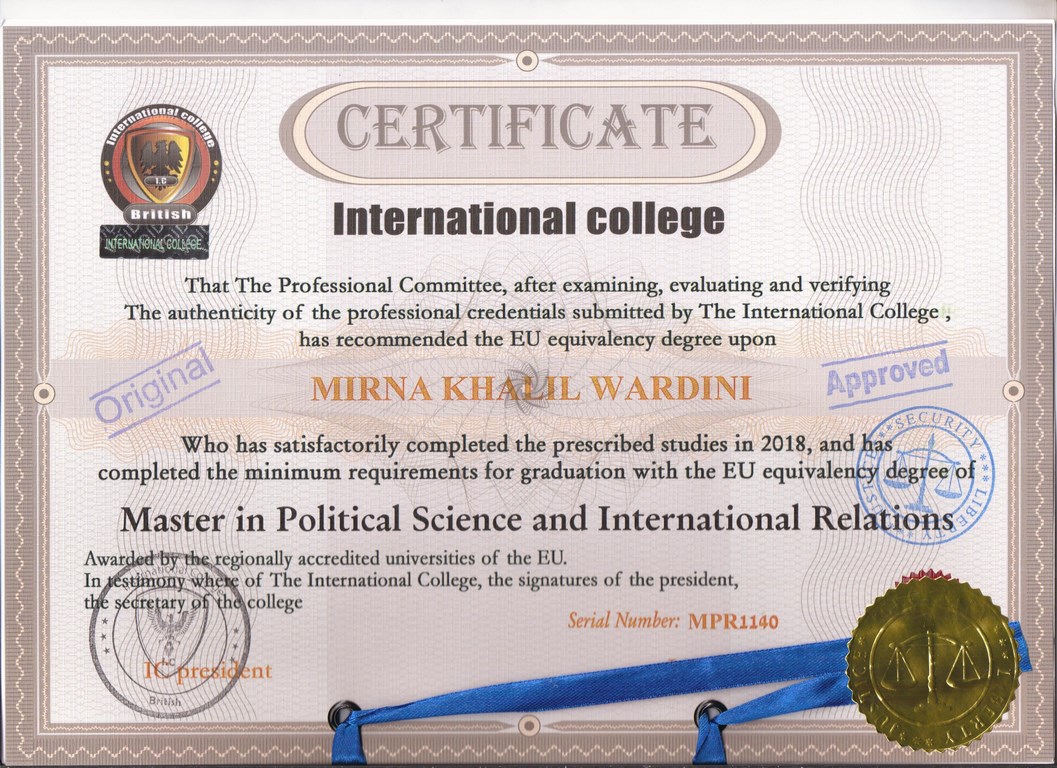 CERTIFICATE
International college
I.C
British
INTERNATIONAL COLLEGE
International college
That The Professional Committee, after examining, evaluating and verifying
The authenticity of the professional credentials submitted by The International College ,
has recommended the EU equivalency degree upon
Original
MIRNA KHALIL WARDINI
Approved
Who has satisfactorily completed the prescribed studies in 2018, and has
completed the minimum requirements for graduation with the EU equivalency degree of
SECURITY
LIBERTY
Master in Political Science and International Relations
Awarded by the regionally accredited universities of the EU.
In testimony where of The International College, the signatures of the president,
the secretary of the college
Serial Number: MPR1140
International college
IC president
British